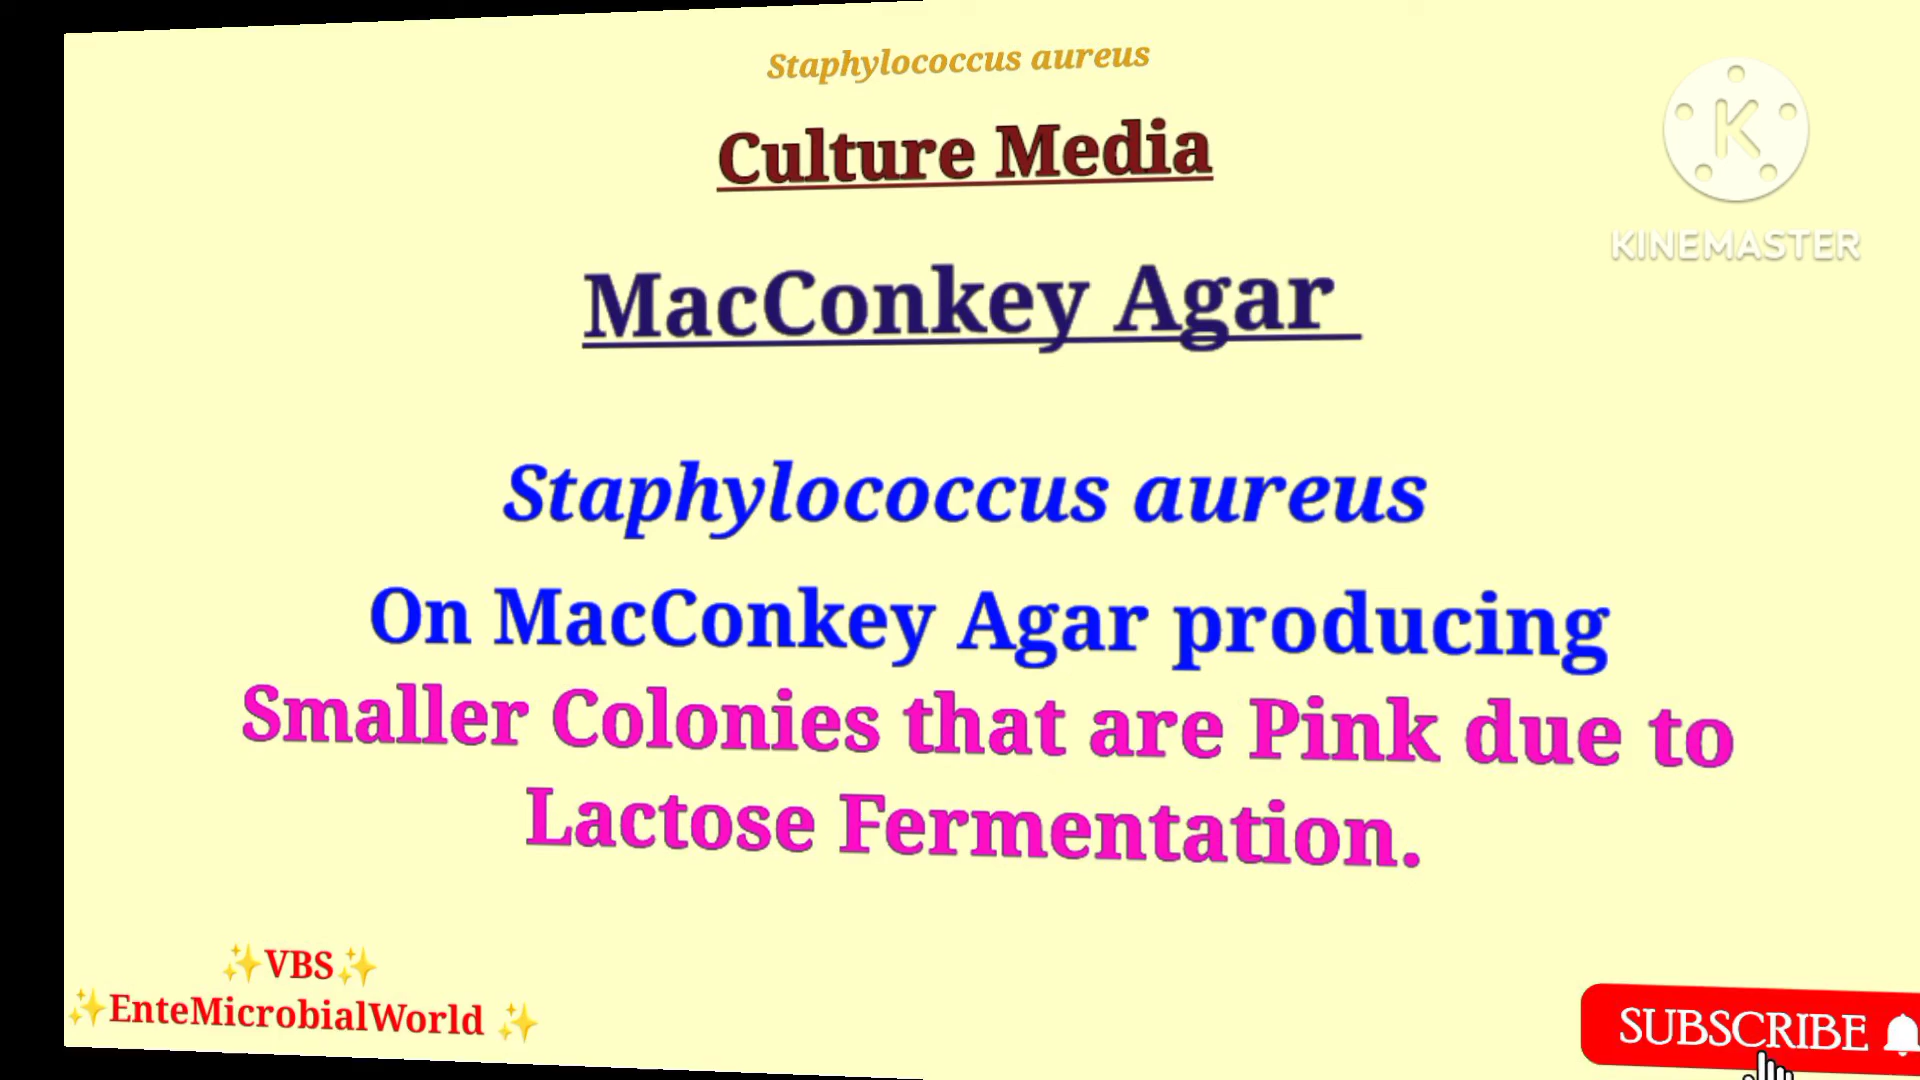 Staphylococcus aureus
Culture Media
KINEMASTER
MacConkey Agar
Staphylococcus aureus
On MacConkey Agar producing
Smaller Colonies that are Pink due to
Lactose Fermentation.
✨VBS✨
✨EnteMicrobialWorld ✨
SUBSCRIBE